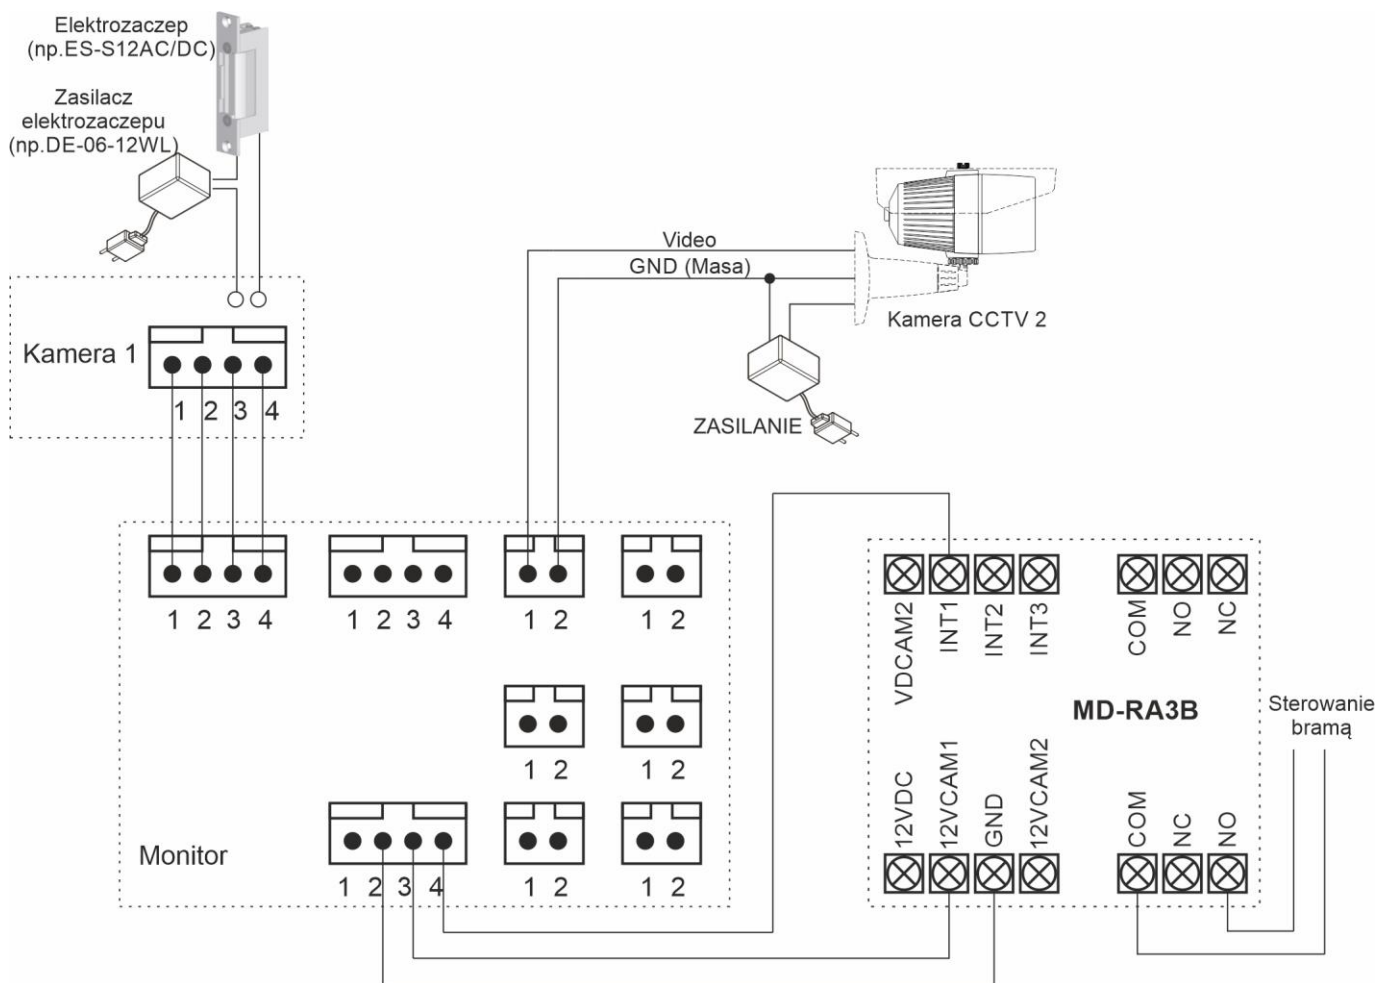 Elektrozaczep
(np.ES-S12AC/DC)
Zasilacz
elektrozaczepu
(np.DE-06-12WL)
Video
GND (Masa)
Kamera CCTV 2
ZASILANIE
Kamera 1
1 2 3 4
1 2 3 4
1 2 3 4
1 2
1 2
1 2
1 2
Monitor
1 2 3 4
1 2
1 2
VDCAM2
INT1
INT2
INT3
COM
NO
NC
MD-RA3B
12VDC
12VCAM1
GND
12VCAM2
COM
NC
NO
Sterowanie
bramą